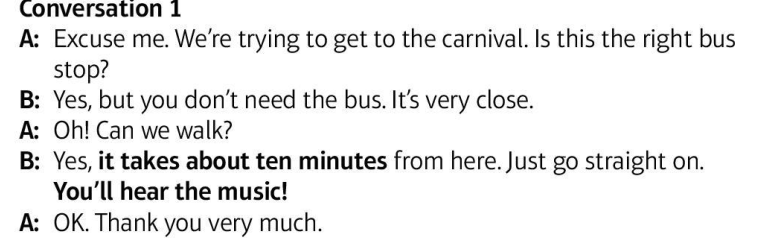 Conversation 1
A: Excuse me. We’re trying to get to the carnival. Is this the right bus
stop?
B: Yes, but you don’t need the bus. It’s very close.
A: Oh! Can we walk?
B: Yes, it takes about ten minutes from here. Just go straight on.
You’ll hear the music!
A: OK. Thank you very much.